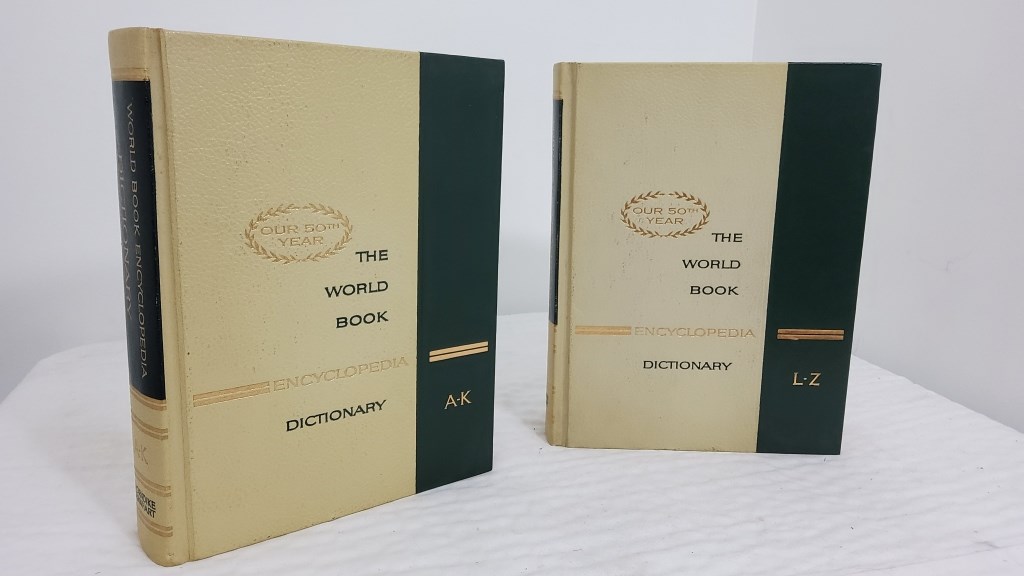 WORLD BOOK ENCYCLOPEDIA
DICTIONARY
OUR 50TH
YEAR
THE
WORLD
BOOK
ENCYCLOPEDIA
DICTIONARY
A-K
OUR 50TH
YEAR
THE
WORLD
BOOK
ENCYCLOPEDIA
DICTIONARY
L-Z